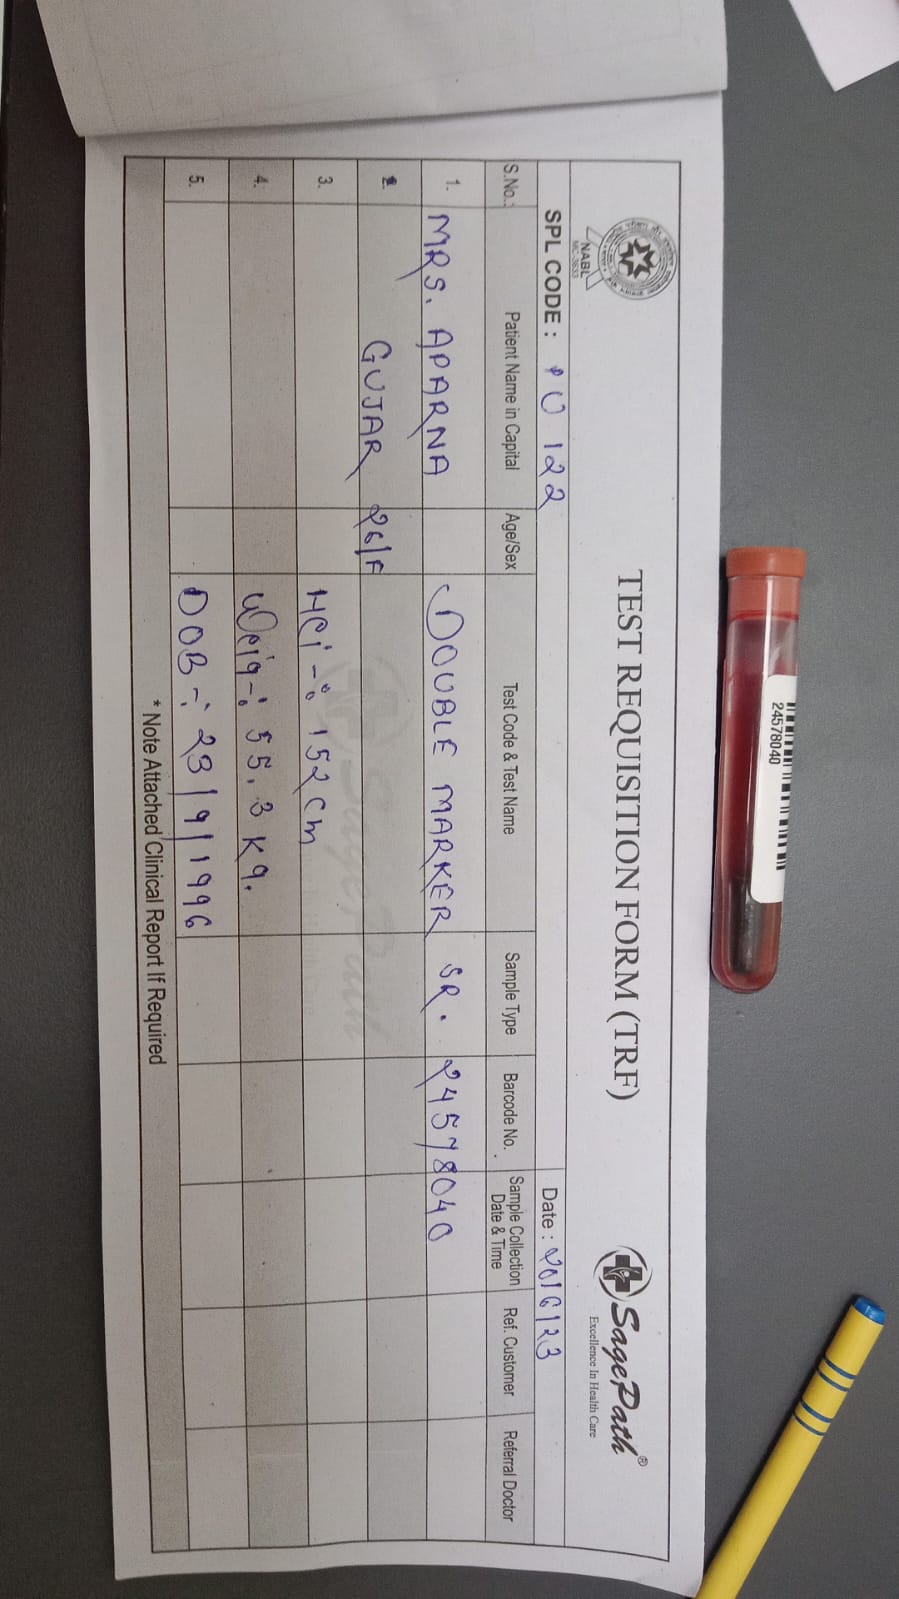 NABL
MC-3633
TEST REQUISITION FORM (TRF)
SagePath®
Excellence In Health Care
SPL CODE : 122
Date : 20/6/23
S.No.: Patient Name in Capital Age/Sex Test Code & Test Name Sample Type Barcode No. Sample Collection Date & Time Ref. Customer Referral Doctor
1. MRS. APARNA DOUBLE MARKER SR. 24578040
2. GUJAR 26/F
3. Hei-: 152 cm
4. Weig-: 55.3 Kg.
5. DOB-: 23/9/1996
* Note Attached Clinical Report If Required
24578040